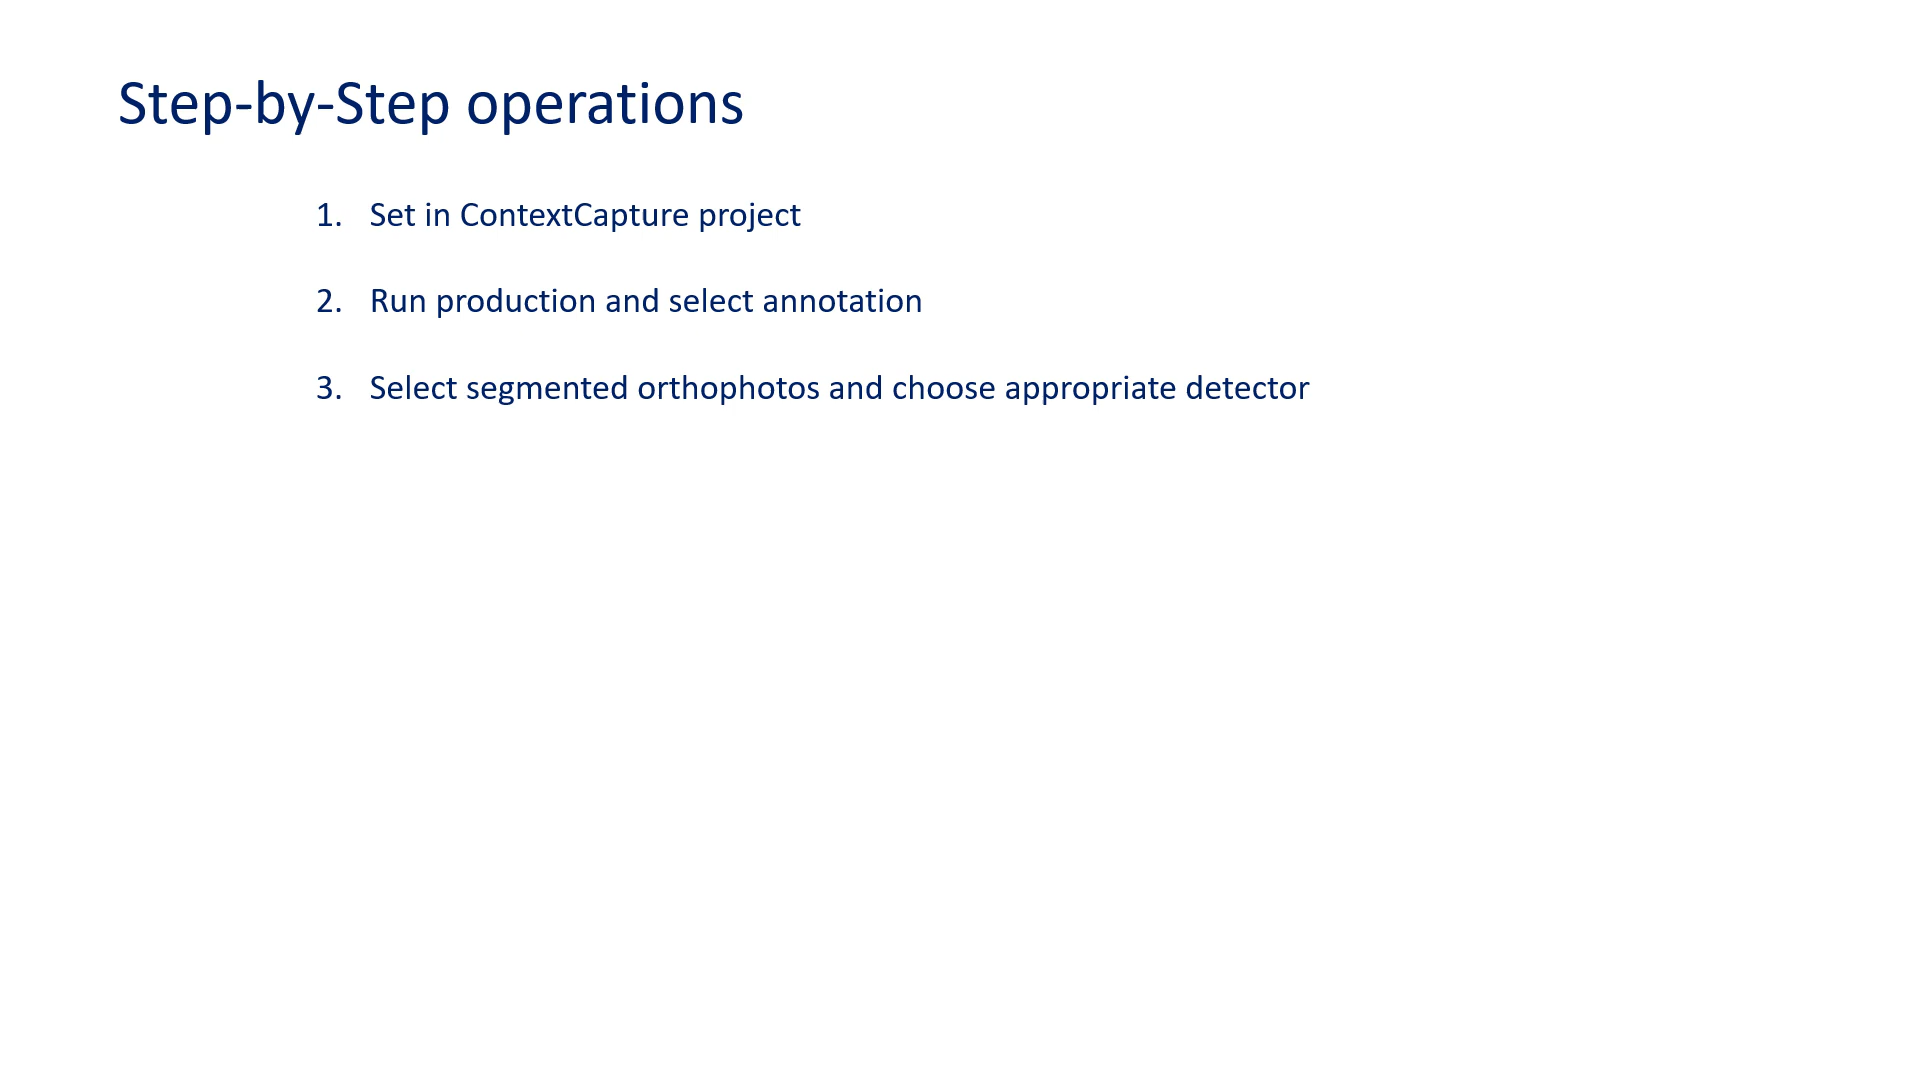 Step-by-Step operations
1. Set in ContextCapture project
2. Run production and select annotation
3. Select segmented orthophotos and choose appropriate detector